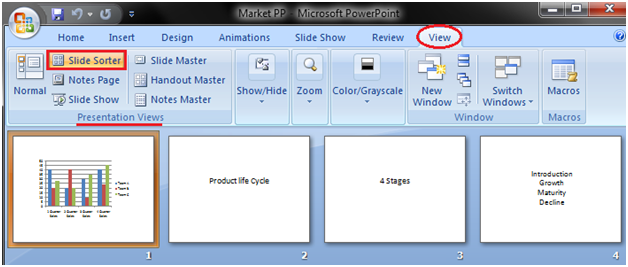 Market PP - Microsoft PowerPoint
Home Insert Design Animations Slide Show Review View
Normal
Slide Sorter
Notes Page
Slide Show
Slide Master
Handout Master
Notes Master
Presentation Views
Show/Hide
Zoom
Color/Grayscale
New
Window
Switch
Windows
Window
Macros
Macros
Product life Cycle
4 Stages
Introduction
Growth
Maturity
Decline
1 2 3 4